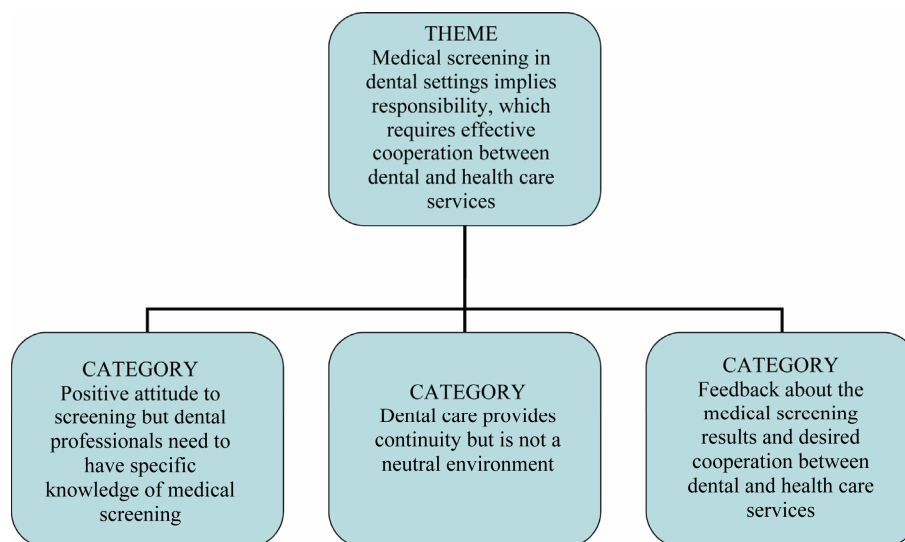 THEME
Medical screening in
dental settings implies
responsibility, which
requires effective
cooperation between
dental and health care
services
CATEGORY
Positive attitude to
screening but dental
professionals need to
have specific
knowledge of medical
screening
CATEGORY
Dental care provides
continuity but is not a
neutral environment
CATEGORY
Feedback about the
medical screening
results and desired
cooperation between
dental and health care
services